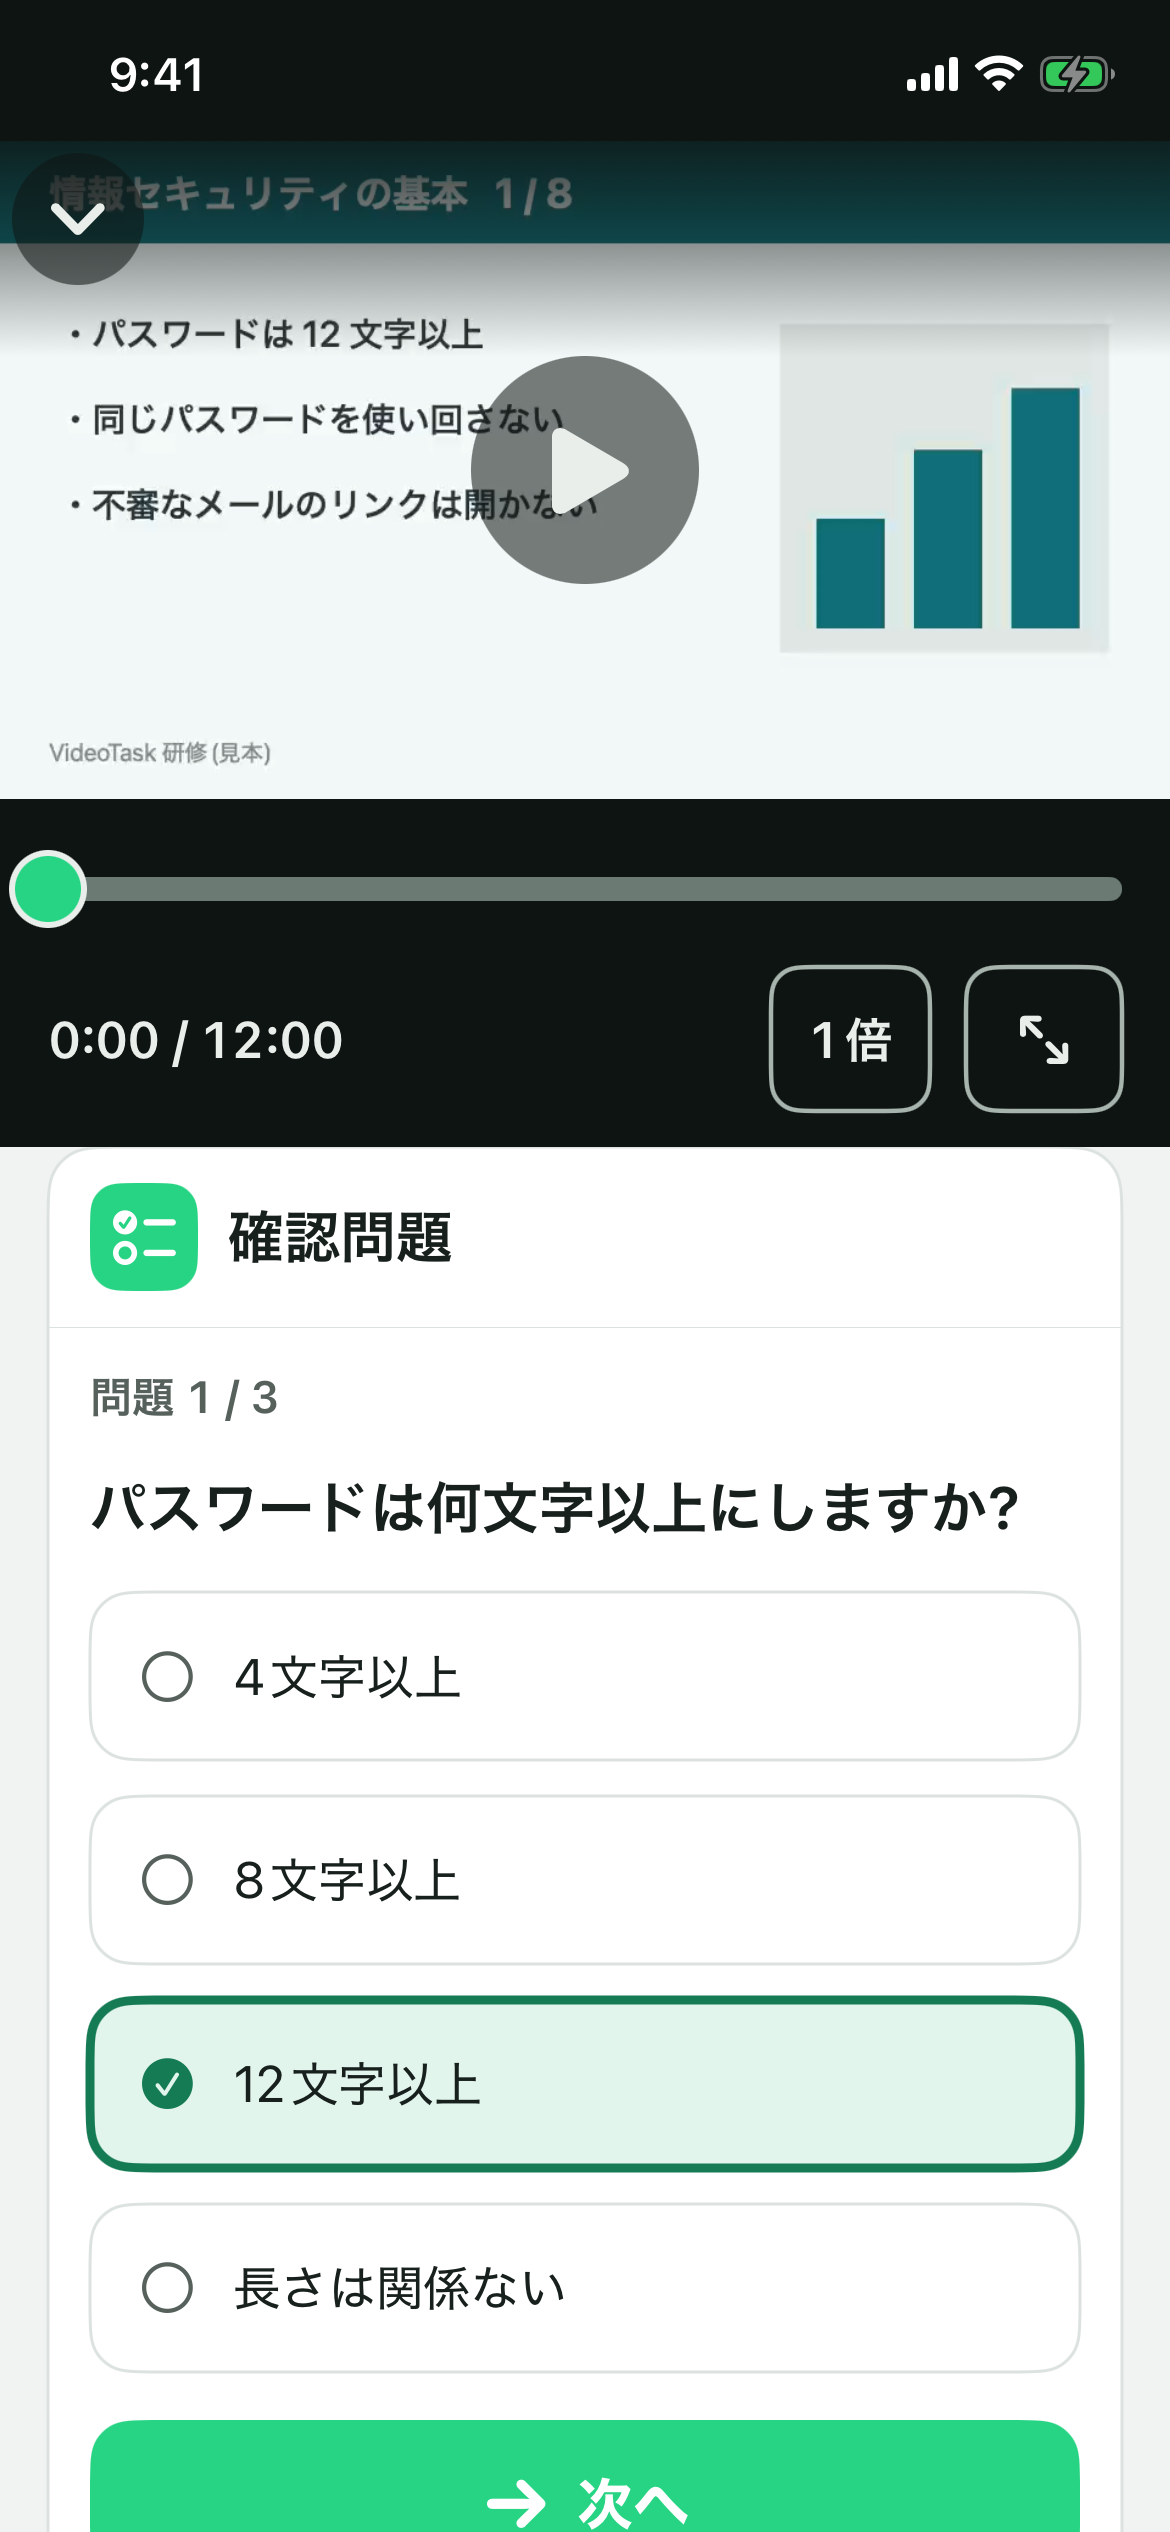 9:41
情報セキュリティの基本 1/8
・パスワードは 12 文字以上
・同じパスワードを使い回さない
・不審なメールのリンクは開かない
VideoTask 研修 (見本)
0:00 / 12:00
1倍
確認問題
問題 1 / 3
パスワードは何文字以上にしますか?
4文字以上
8文字以上
12文字以上
長さは関係ない
次へ